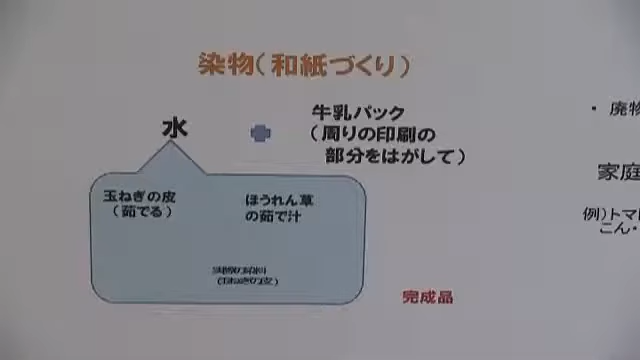 染物(和紙づくり)
水
牛乳パック
(周りの印刷の
部分をはがして)
玉ねぎの皮
(茹でる)
ほうれん草
の茹で汁
完成品
・ 廃物
家庭
例)トマ
こん・